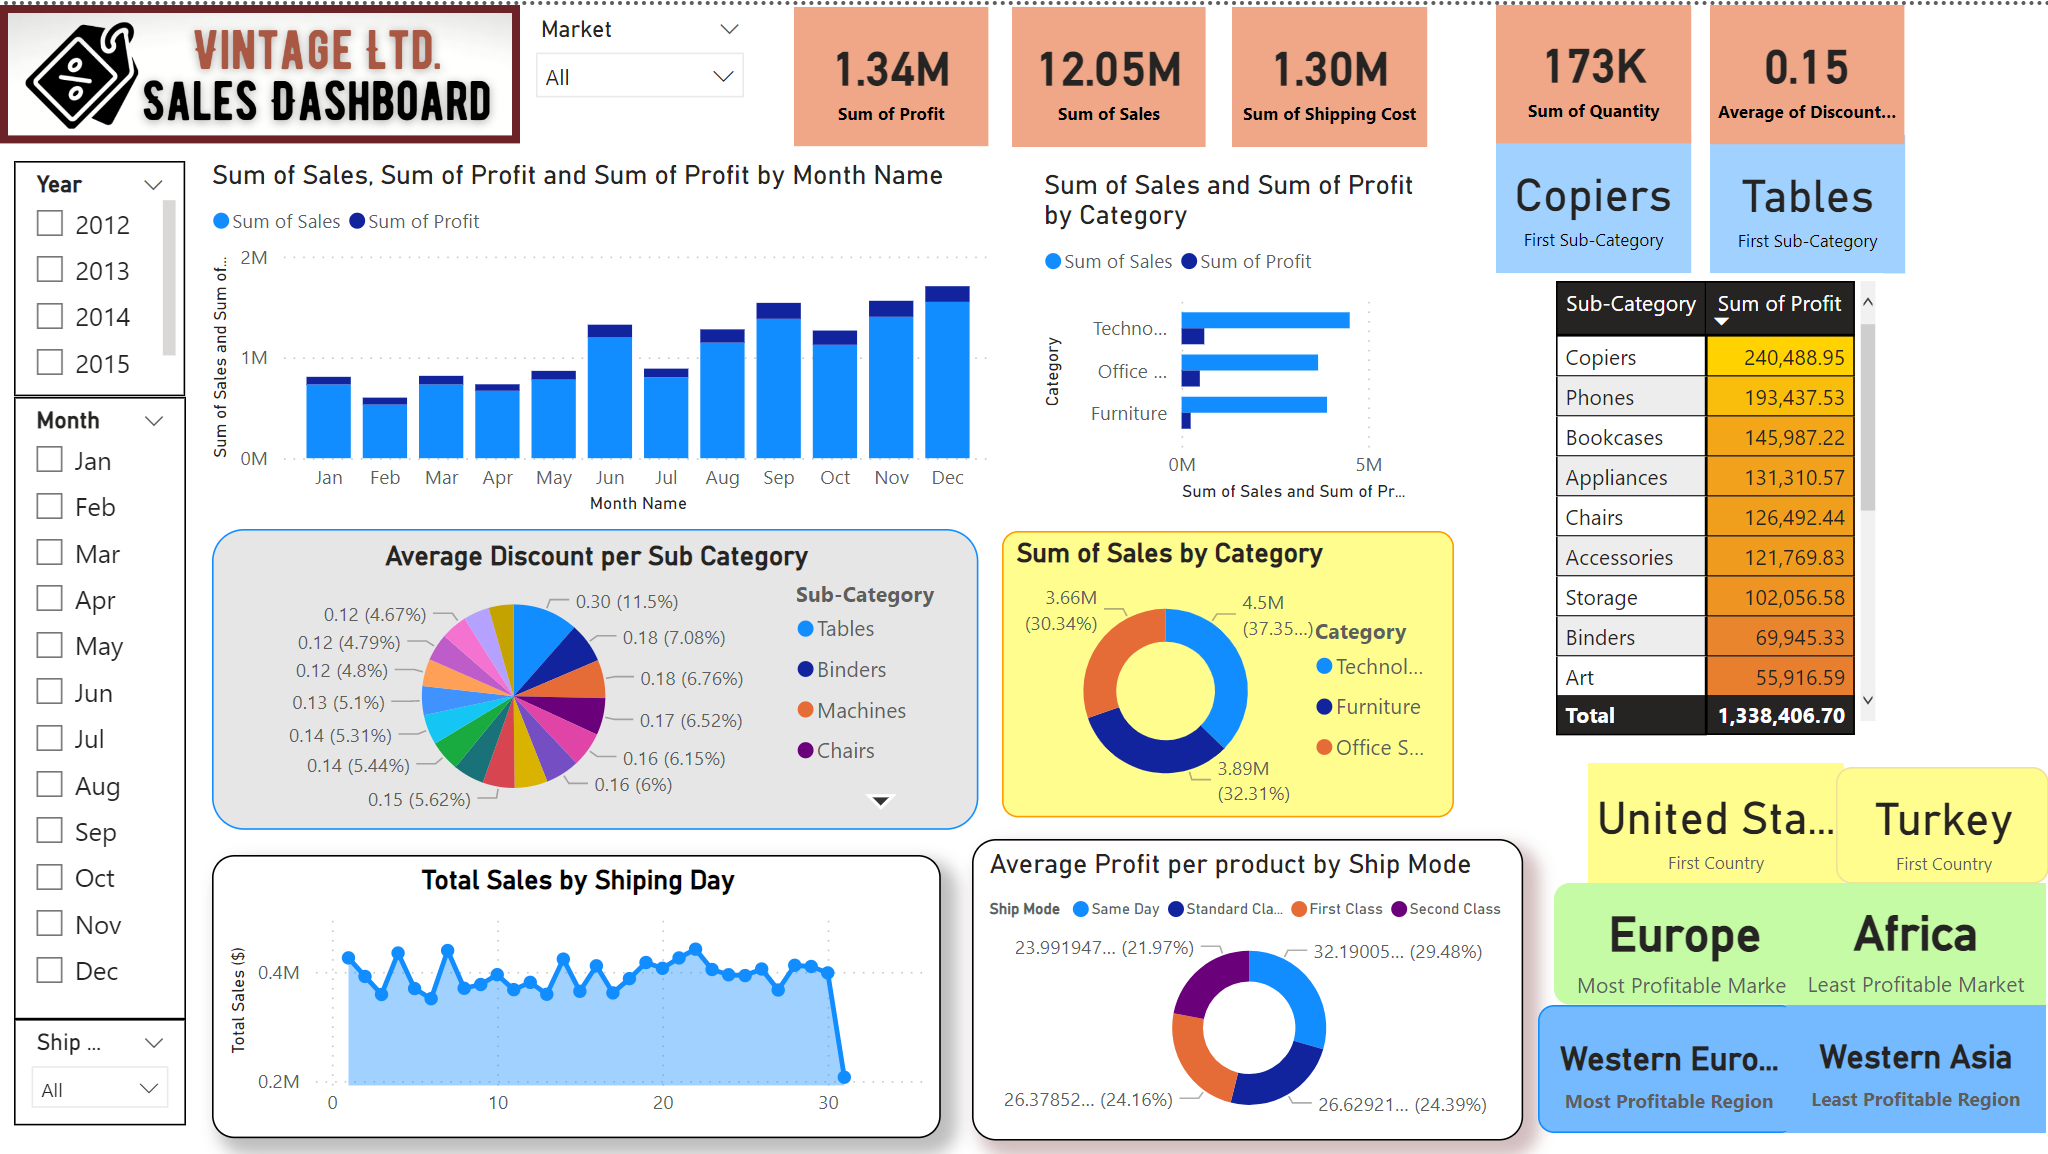 VINTAGE LTD.
SALES DASHBOARD
Market
All
1.34M
Sum of Profit
12.05M
Sum of Sales
1.30M
Sum of Shipping Cost
173K
Sum of Quantity
0.15
Average of Discount...
Copiers
First Sub-Category
Tables
First Sub-Category
Year
2012
2013
2014
2015
Month
Jan
Feb
Mar
Apr
May
Jun
Jul
Aug
Sep
Oct
Nov
Dec
Ship ...
All
Sum of Sales, Sum of Profit and Sum of Profit by Month Name
Sum of Sales Sum of Profit
Sum of Sales and Sum of...
2M
1M
0M
Jan Feb Mar Apr May Jun Jul Aug Sep Oct Nov Dec
Month Name
Sum of Sales and Sum of Profit
by Category
Sum of Sales Sum of Profit
Category
Techno...
Office ...
Furniture
0M 5M
Sum of Sales and Sum of Pr...
Sub-Category Sum of Profit
Copiers 240,488.95
Phones 193,437.53
Bookcases 145,987.22
Appliances 131,310.57
Chairs 126,492.44
Accessories 121,769.83
Storage 102,056.58
Binders 69,945.33
Art 55,916.59
Total 1,338,406.70
Average Discount per Sub Category
0.30 (11.5%)
0.18 (7.08%)
0.18 (6.76%)
0.17 (6.52%)
0.16 (6.15%)
0.16 (6%)
0.15 (5.62%)
0.14 (5.44%)
0.14 (5.31%)
0.13 (5.1%)
0.12 (4.8%)
0.12 (4.79%)
0.12 (4.67%)
Sub-Category
Tables
Binders
Machines
Chairs
Sum of Sales by Category
3.66M
(30.34%)
4.5M
(37.35...)
3.89M
(32.31%)
Category
Technol...
Furniture
Office S...
Total Sales by Shiping Day
Total Sales ($)
0.4M
0.2M
0 10 20 30
Average Profit per product by Ship Mode
Ship Mode Same Day Standard Cla... First Class Second Class
23.991947... (21.97%)
32.19005... (29.48%)
26.37852... (24.16%)
26.62921... (24.39%)
United Sta...
First Country
Turkey
First Country
Europe
Most Profitable Marke
Africa
Least Profitable Market
Western Euro...
Most Profitable Region
Western Asia
Least Profitable Region